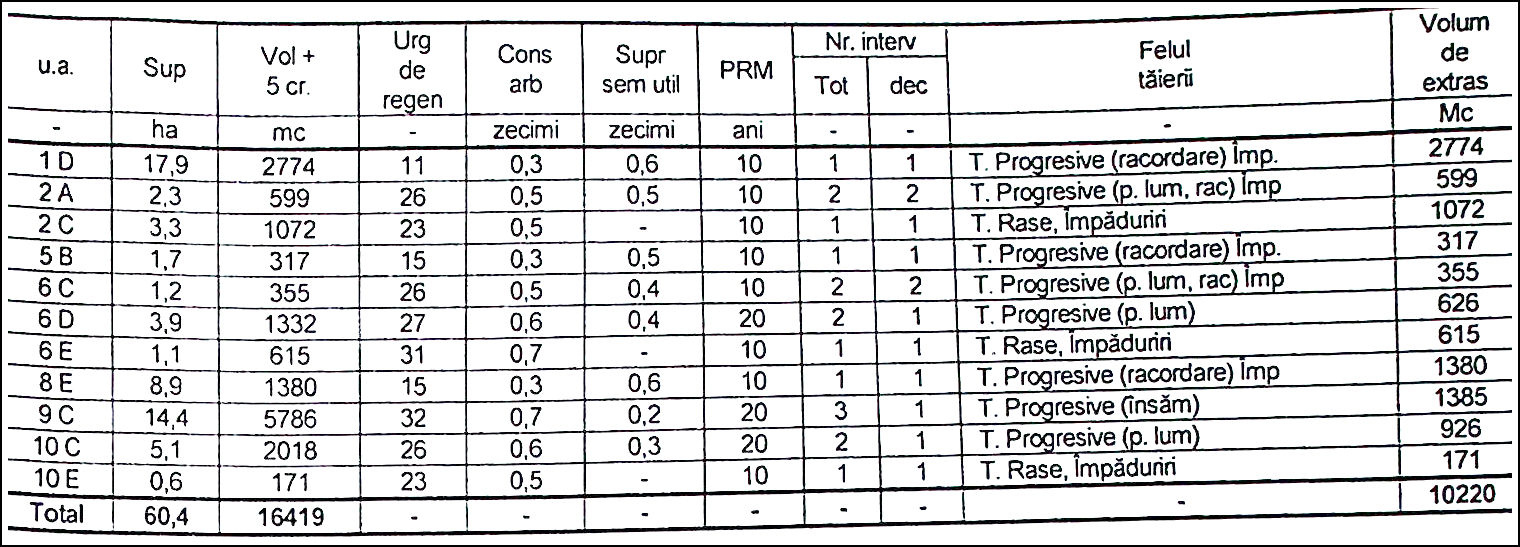 u.a. Sup Vol + 5 cr. Urg de regen Cons arb Supr sem util PRM Nr. interv Tot dec Felul tăierii Volum de extras
- ha mc - zecimi zecimi ani - - - Mc
1 D 17,9 2774 11 0,3 0,6 10 1 1 T. Progresive (racordare) Împ. 2774
2 A 2,3 599 26 0,5 0,5 10 2 2 T. Progresive (p. lum, rac) Împ 599
2 C 3,3 1072 23 0,5 - 10 1 1 T. Rase, Împăduriri 1072
5 B 1,7 317 15 0,3 0,5 10 1 1 T. Progresive (racordare) Împ. 317
6 C 1,2 355 26 0,5 0,4 10 2 2 T. Progresive (p. lum, rac) Împ 355
6 D 3,9 1332 27 0,6 0,4 20 2 1 T. Progresive (p. lum) 626
6 E 1,1 615 31 0,7 - 10 1 1 T. Rase, Împăduriri 615
8 E 8,9 1380 15 0,3 0,6 10 1 1 T. Progresive (racordare) Împ 1380
9 C 14,4 5786 32 0,7 0,2 20 3 1 T. Progresive (însăm) 1385
10 C 5,1 2018 26 0,6 0,3 20 2 1 T. Progresive (p. lum) 926
10 E 0,6 171 23 0,5 - 10 1 1 T. Rase, Împăduriri 171
Total 60,4 16419 - - - - - - - 10220